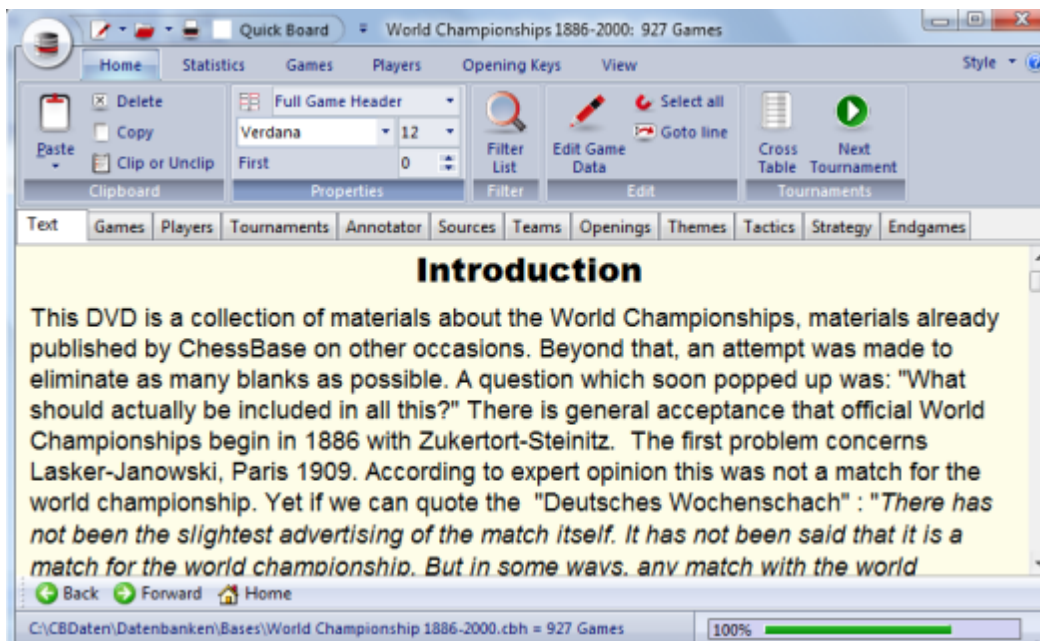 Quick Board World Championships 1886-2000: 927 Games
Home Statistics Games Players Opening Keys View Style
Delete Full Game Header Select all
Copy Verdana 12 Goto line
Paste Clip or Unclip First 0 Filter List Edit Game Data Cross Table Next Tournament
Clipboard Properties Filter Edit Tournaments
Text Games Players Tournaments Annotator Sources Teams Openings Themes Tactics Strategy Endgames
Introduction
This DVD is a collection of materials about the World Championships, materials already
published by ChessBase on other occasions. Beyond that, an attempt was made to
eliminate as many blanks as possible. A question which soon popped up was: "What
should actually be included in all this?" There is general acceptance that official World
Championships begin in 1886 with Zukertort-Steinitz. The first problem concerns
Lasker-Janowski, Paris 1909. According to expert opinion this was not a match for the
world championship. Yet if we can quote the "Deutsches Wochenschach" : "There has
not been the slightest advertising of the match itself. It has not been said that it is a
match for the world championship. But in some ways, any match with the world
Back Forward Home
C:\CBDaten\Datenbanken\Bases\World Championship 1886-2000.cbh = 927 Games 100%